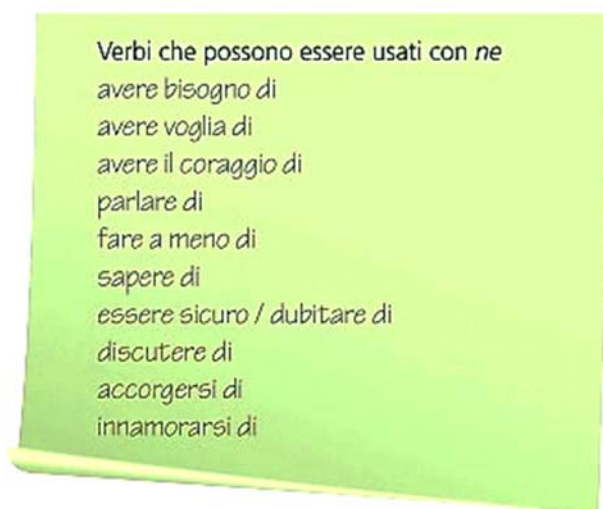 Verbi che possono essere usati con ne
avere bisogno di
avere voglia di
avere il coraggio di
parlare di
fare a meno di
sapere di
essere sicuro / dubitare di
discutere di
accorgersi di
innamorarsi di